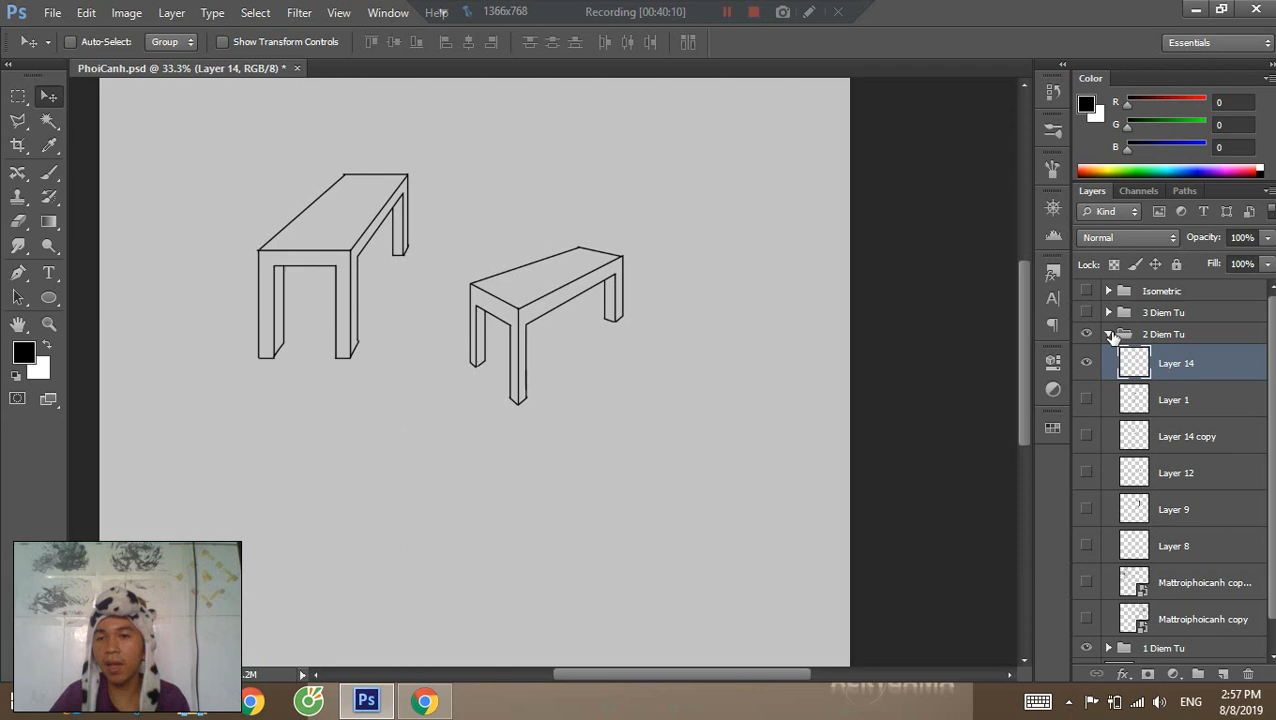 Ps File Edit Image Layer Type Select Filter 3D View Window Help
1366x768 Recording [00:40:10]
Auto-Select: Group Show Transform Controls Essentials
PhoiCanh.psd @ 33.3% (Layer 14, RGB/8) * ×
Color
R 0
G 0
B 0
Layers Channels Paths
Kind
Normal Opacity: 100%
Lock: Fill: 100%
Isometric
3 Diem Tu
2 Diem Tu
Layer 14
Layer 1
Layer 14 copy
Layer 12
Layer 9
Layer 8
Mattroiphoicanh cop...
Mattroiphoicanh copy
1 Diem Tu
.2M
fx
Ps
ENG
2:57 PM
8/8/2019